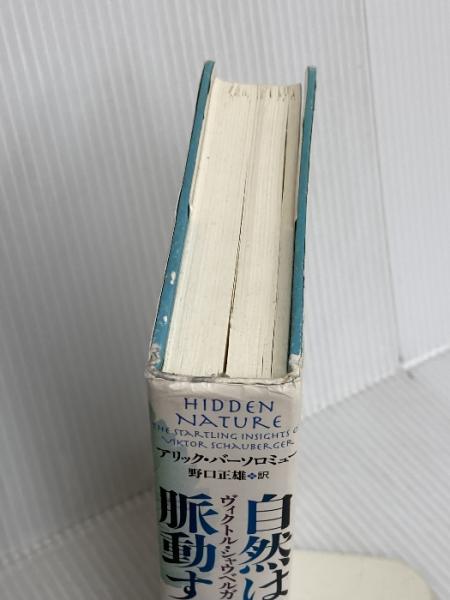 HIDDEN
NATURE
THE STARTLING INSIGHTS O
VIKTOR SCHAUBERGER
アリック・バーソロミュー
野口正雄 訳
自然は
脈動す
ヴィクトル・シャウベルガ